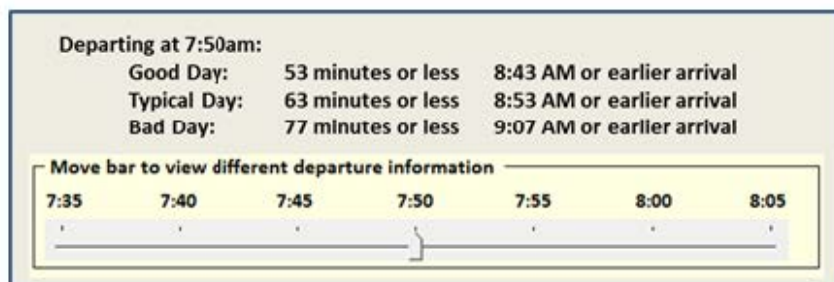 Departing at 7:50am:
Good Day: 53 minutes or less 8:43 AM or earlier arrival
Typical Day: 63 minutes or less 8:53 AM or earlier arrival
Bad Day: 77 minutes or less 9:07 AM or earlier arrival
Move bar to view different departure information
7:35 7:40 7:45 7:50 7:55 8:00 8:05